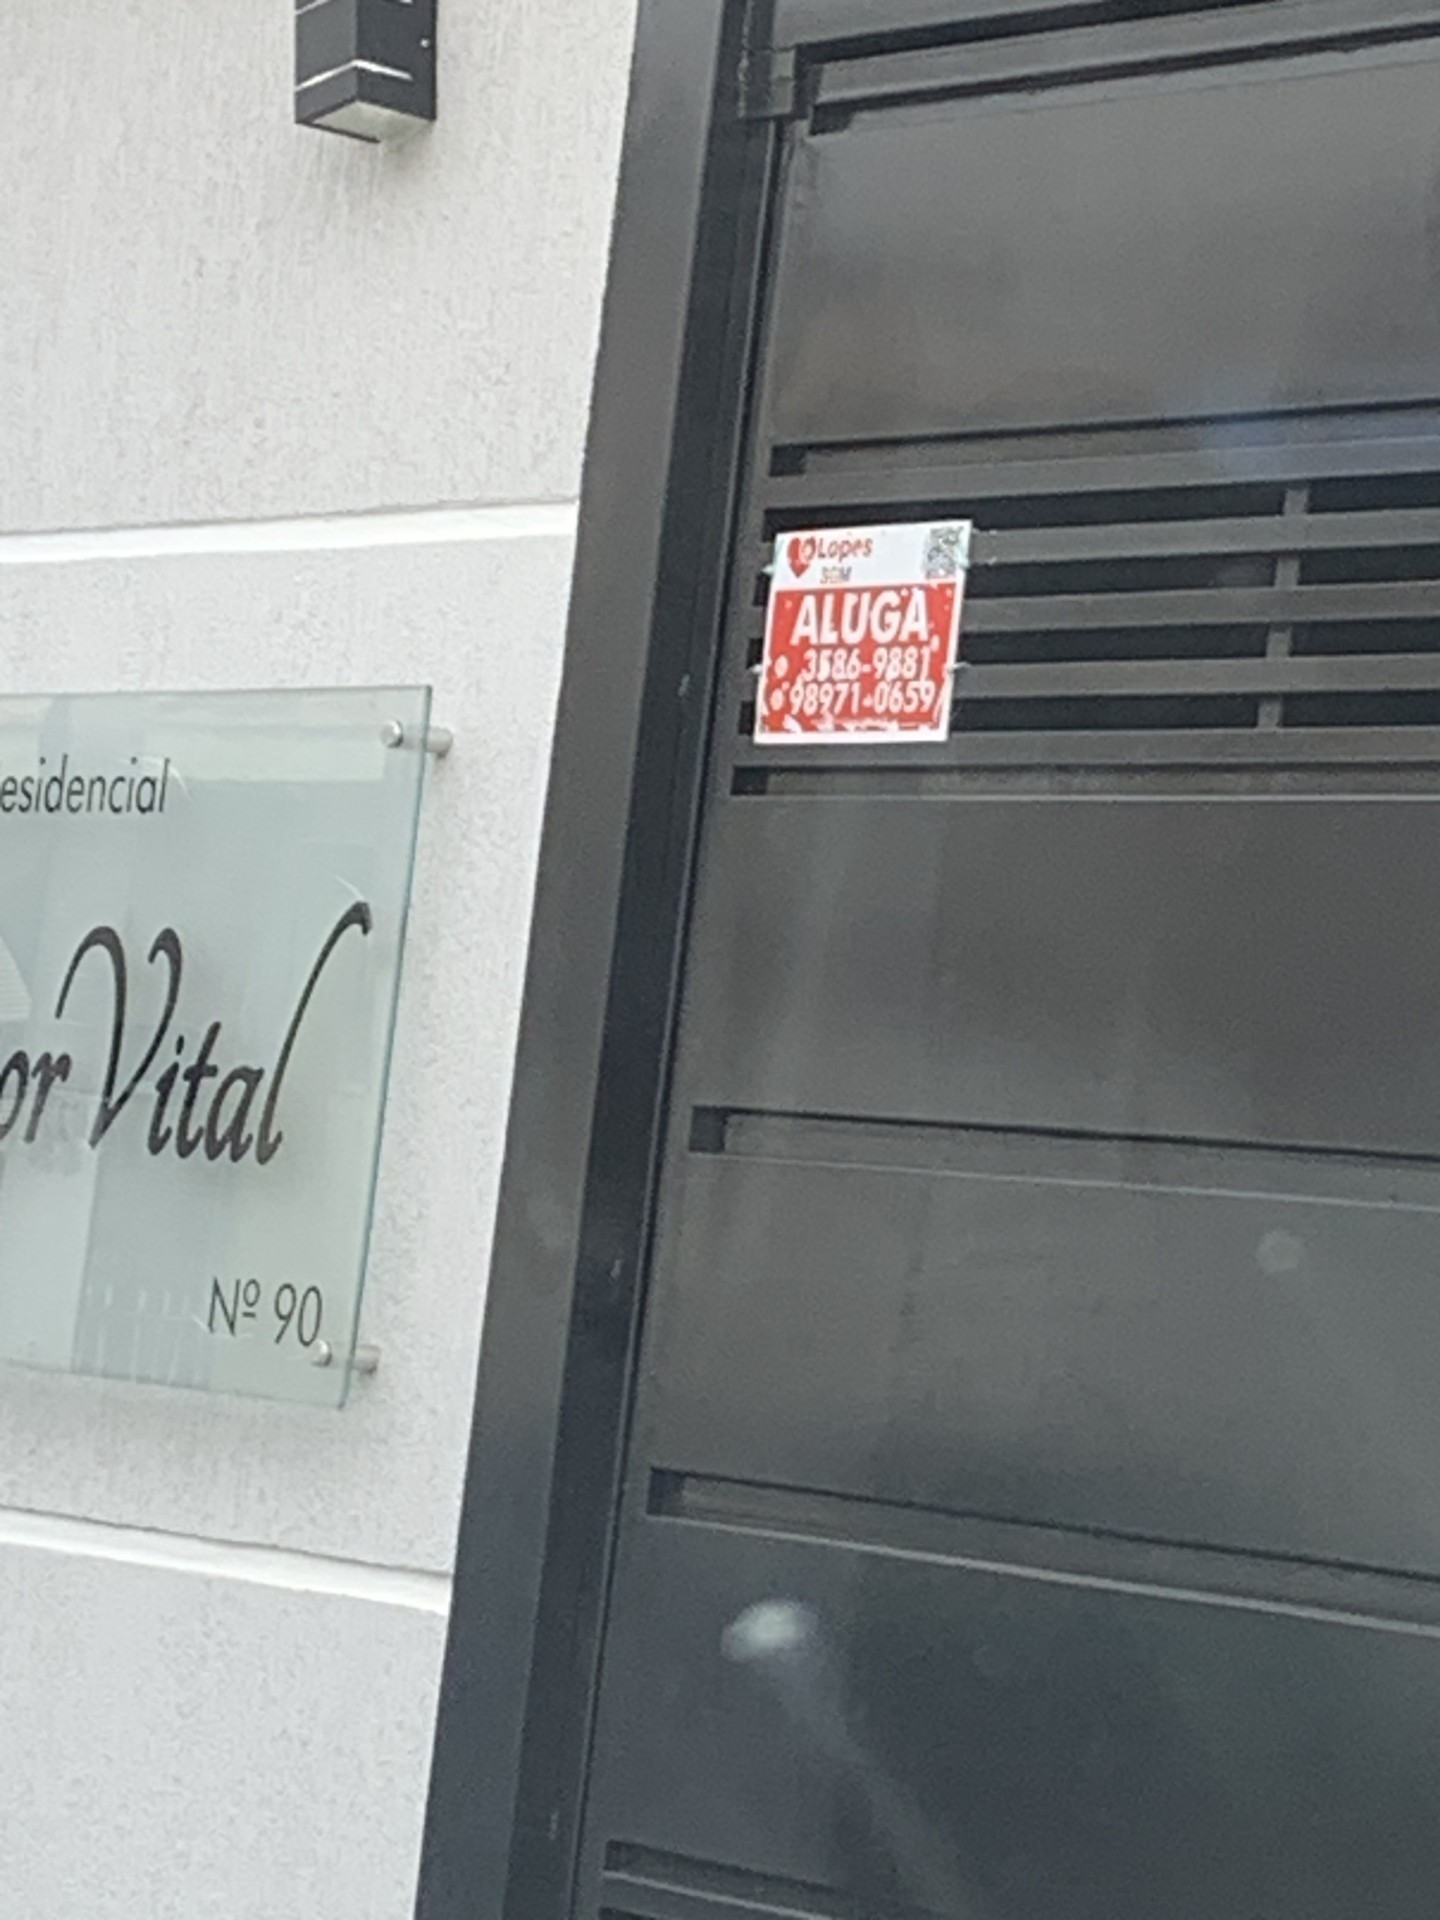 Lopes
ALUGA
3586-9881
98971-0659
esidencial
or Vital
Nº 90